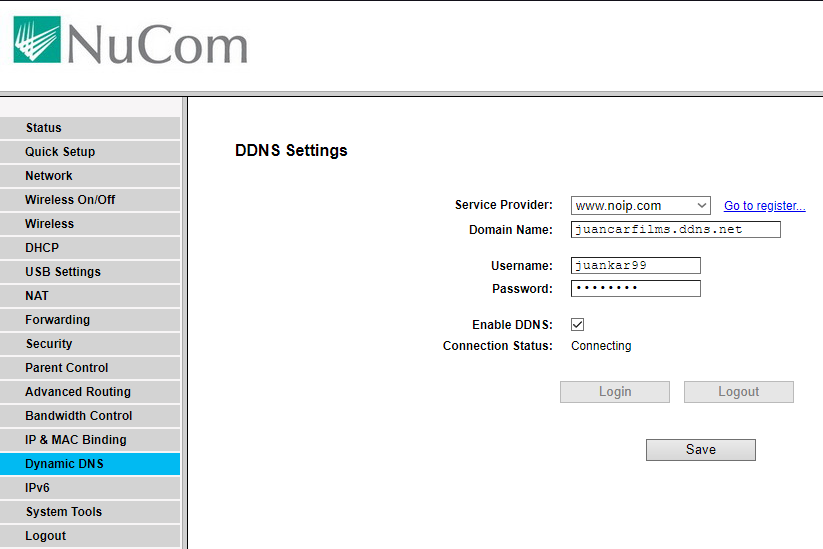 NuCom
Status
Quick Setup
Network
Wireless On/Off
Wireless
DHCP
USB Settings
NAT
Forwarding
Security
Parent Control
Advanced Routing
Bandwidth Control
IP & MAC Binding
Dynamic DNS
IPv6
System Tools
Logout
DDNS Settings
Service Provider: www.noip.com Go to register...
Domain Name: juancarfilms.ddns.net
Username: juankar99
Password: ••••••••
Enable DDNS:
Connection Status: Connecting
Login Logout
Save